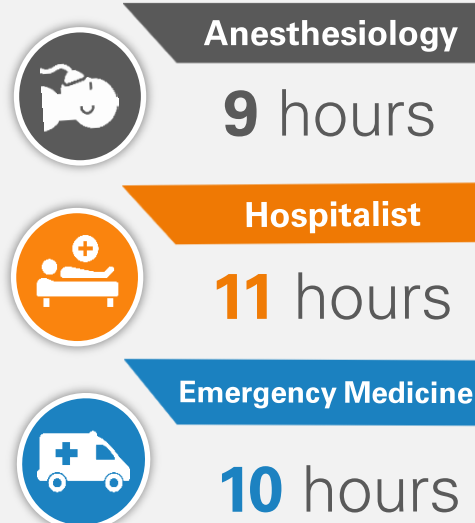 Anesthesiology
9 hours
Hospitalist
11 hours
Emergency Medicine
10 hours